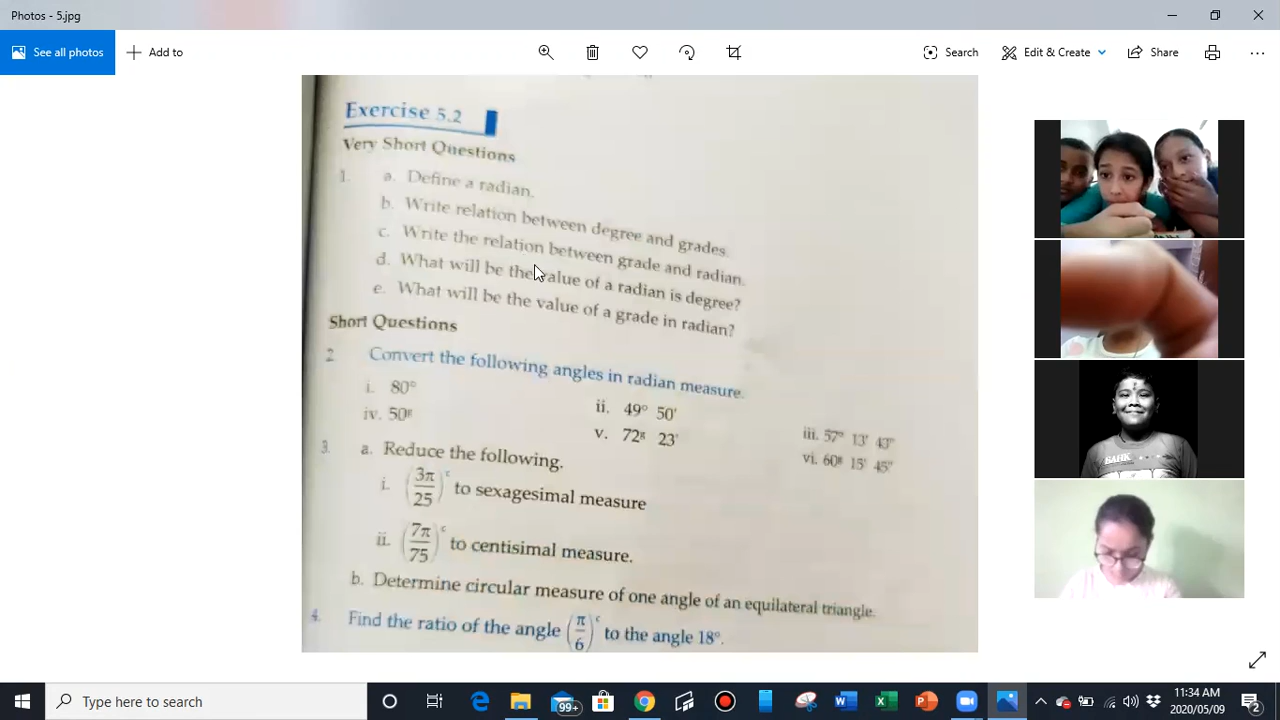 Photos - 5.jpg
See all photos
Add to
Search
Edit & Create
Share
Exercise 5.2
Very Short Questions
1. a. Define a radian.
b. Write relation between degree and grades.
c. Write the relation between grade and radian.
d. What will be the value of a radian is degree?
e. What will be the value of a grade in radian?
Short Questions
2 Convert the following angles in radian measure.
i. 80° ii. 49° 50' iii. 57° 13' 43"
iv. 50g v. 72g 23' vi. 60g 15' 45"
3. a. Reduce the following.
i. (3π/25)c to sexagesimal measure
ii. (7π/75)c to centisimal measure.
b. Determine circular measure of one angle of an equilateral triangle.
4. Find the ratio of the angle (π/6)c to the angle 18°.
Type here to search
99+
11:34 AM
2020/05/09
2